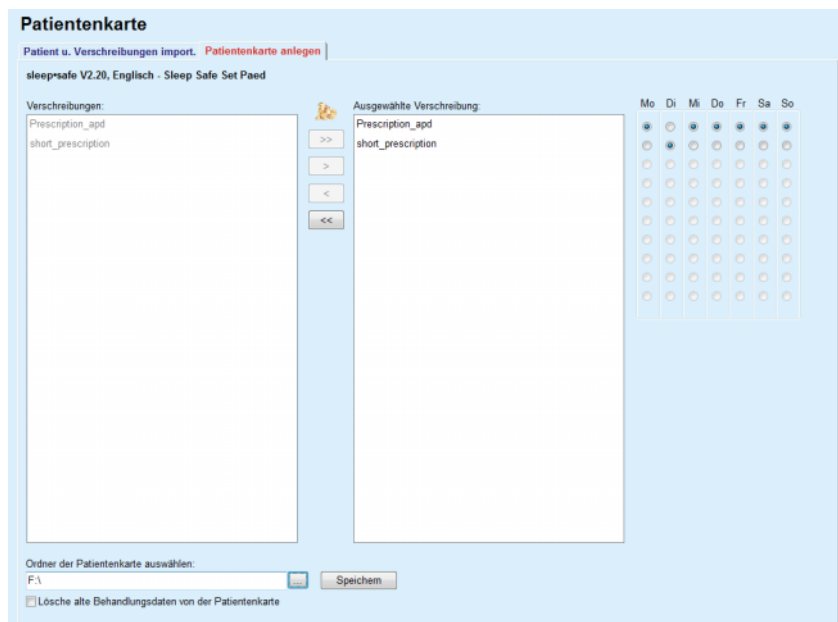 Patientenkarte
Patient u. Verschreibungen import. Patientenkarte anlegen
sleep•safe V2.20, Englisch - Sleep Safe Set Paed
Verschreibungen:
Prescription_apd
short_prescription
>>
>
<
<<
Ausgewählte Verschreibung:
Prescription_apd
short_prescription
Mo Di Mi Do Fr Sa So
Ordner der Patientenkarte auswählen:
F:\ ... Speichern
Lösche alte Behandlungsdaten von der Patientenkarte